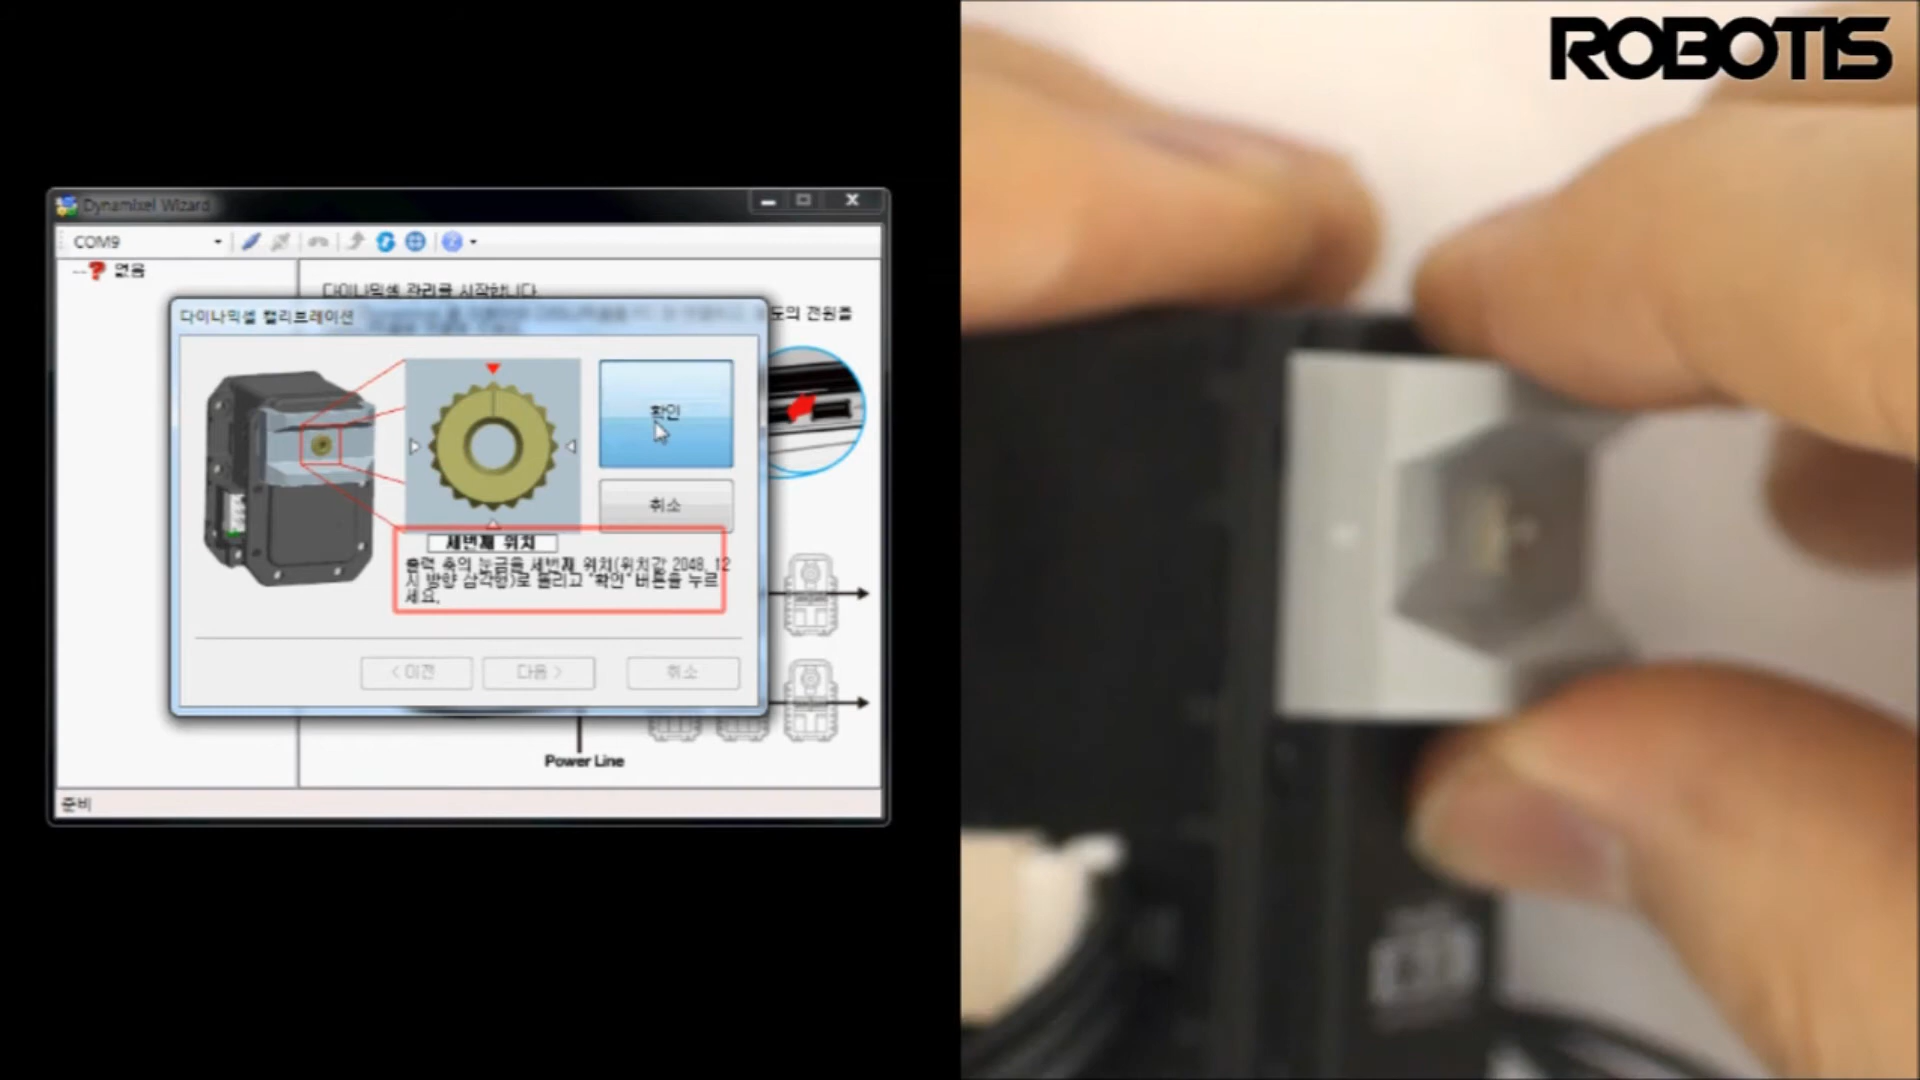 ROBOTIS
Dynamixel Wizard
COM9
? 없음
다이나믹셀 관리를 시작합니다.
도의 전원을
다이나믹셀 캘리브레이션
확인
취소
세번째 위치
출력 축의 눈금을 세번째 위치(위치값 2048, 12
시 방향 삼각형)로 돌리고 "확인" 버튼을 누르
세요.
< 이전
다음 >
취소
Power Line
준비